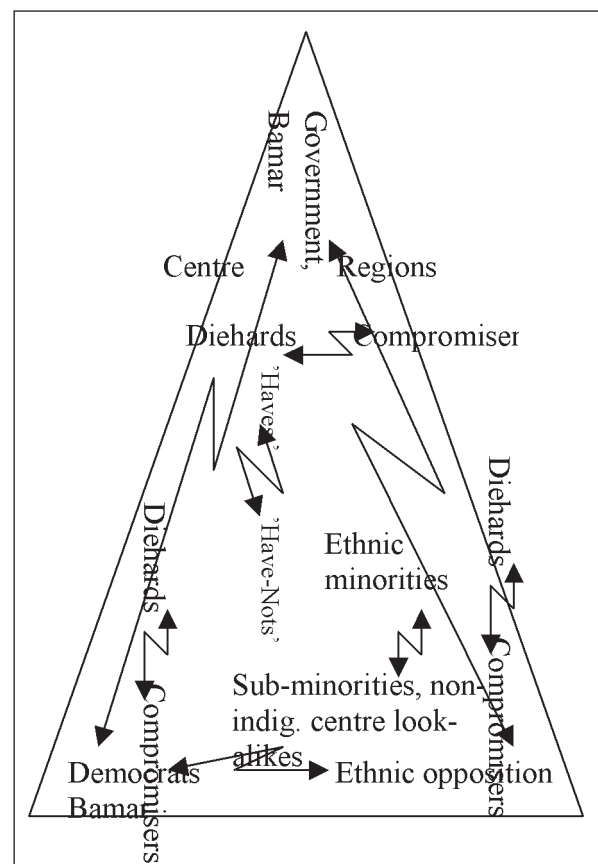 Government,
Bamar
Centre
Regions
Diehards
Compromiser
’Haves’
’Have-Nots’
Diehards
Compromisers
Ethnic
minorities
Diehards
Compromisers
Sub-minorities, non-
indig. centre look-
alikes
Democrats
Bamar
Ethnic opposition